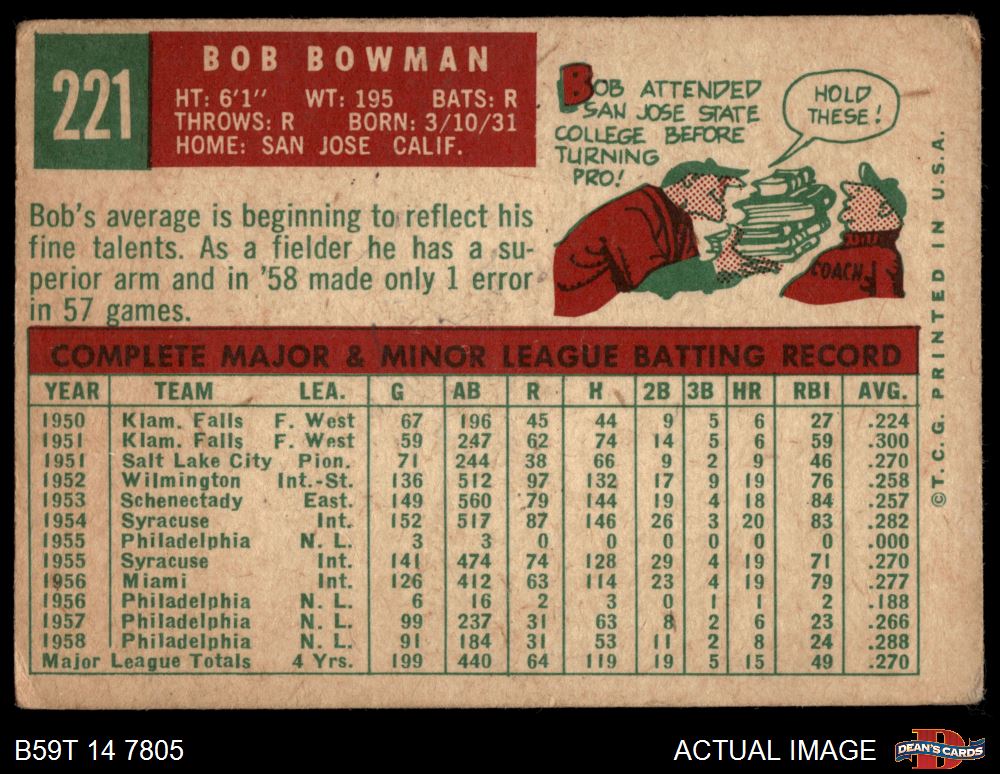 221
BOB BOWMAN
HT: 6'1" WT: 195 BATS: R
THROWS: R BORN: 3/10/31
HOME: SAN JOSE CALIF.
BOB ATTENDED
SAN JOSE STATE
COLLEGE BEFORE
TURNING
PRO!
HOLD
THESE!
COACH
Bob's average is beginning to reflect his
fine talents. As a fielder he has a su-
perior arm and in '58 made only 1 error
in 57 games.
COMPLETE MAJOR & MINOR LEAGUE BATTING RECORD
YEAR TEAM LEA. G AB R H 2B 3B HR RBI AVG.
1950 Klam. Falls F. West 67 196 45 44 9 5 6 27 .224
1951 Klam. Falls F. West 59 247 62 74 14 5 6 59 .300
1951 Salt Lake City Pion. 71 244 38 66 9 2 9 46 .270
1952 Wilmington Int.-St. 136 512 97 132 17 9 19 76 .258
1953 Schenectady East. 149 560 79 144 19 4 18 84 .257
1954 Syracuse Int. 152 517 87 146 26 3 20 83 .282
1955 Philadelphia N. L. 3 3 0 0 0 0 0 0 .000
1955 Syracuse Int. 141 474 74 128 29 4 19 71 .270
1956 Miami Int. 126 412 63 114 23 4 19 79 .277
1956 Philadelphia N. L. 6 16 2 3 0 1 1 2 .188
1957 Philadelphia N. L. 99 237 31 63 8 2 6 23 .266
1958 Philadelphia N. L. 91 184 31 53 11 2 8 24 .288
Major League Totals 4 Yrs. 199 440 64 119 19 5 15 49 .270
©T.C.G. PRINTED IN U.S.A.
B59T 14 7805
ACTUAL IMAGE
DEAN'S CARDS